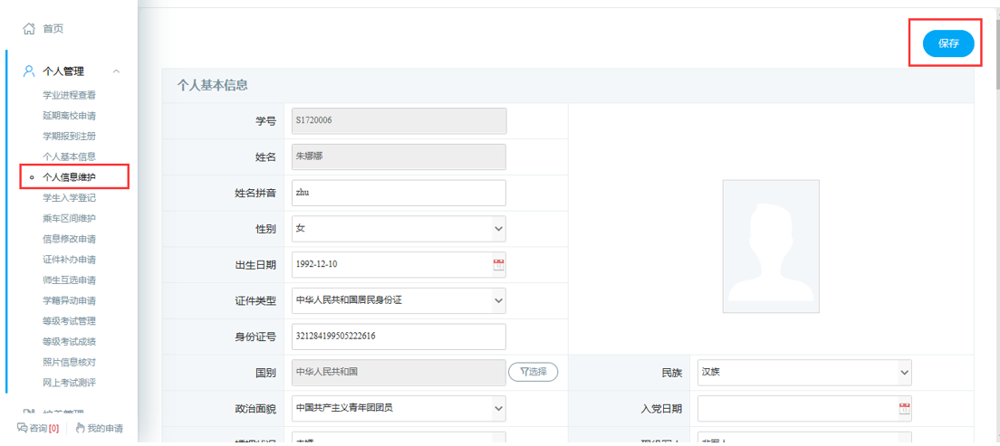 首页
个人管理
学业进程查看
延期离校申请
学期报到注册
个人基本信息
个人信息维护
学生入学登记
乘车区间维护
信息修改申请
证件补办申请
师生互选申请
学籍异动申请
等级考试管理
等级考试成绩
照片信息核对
网上考试测评
咨询[0] 我的申请
保存
个人基本信息
学号 S1720006
姓名 朱娜娜
姓名拼音 zhu
性别 女
出生日期 1992-12-10
证件类型 中华人民共和国居民身份证
身份证号 321284199505222616
国别 中华人民共和国 选择 民族 汉族
政治面貌 中国共产主义青年团团员 入党日期